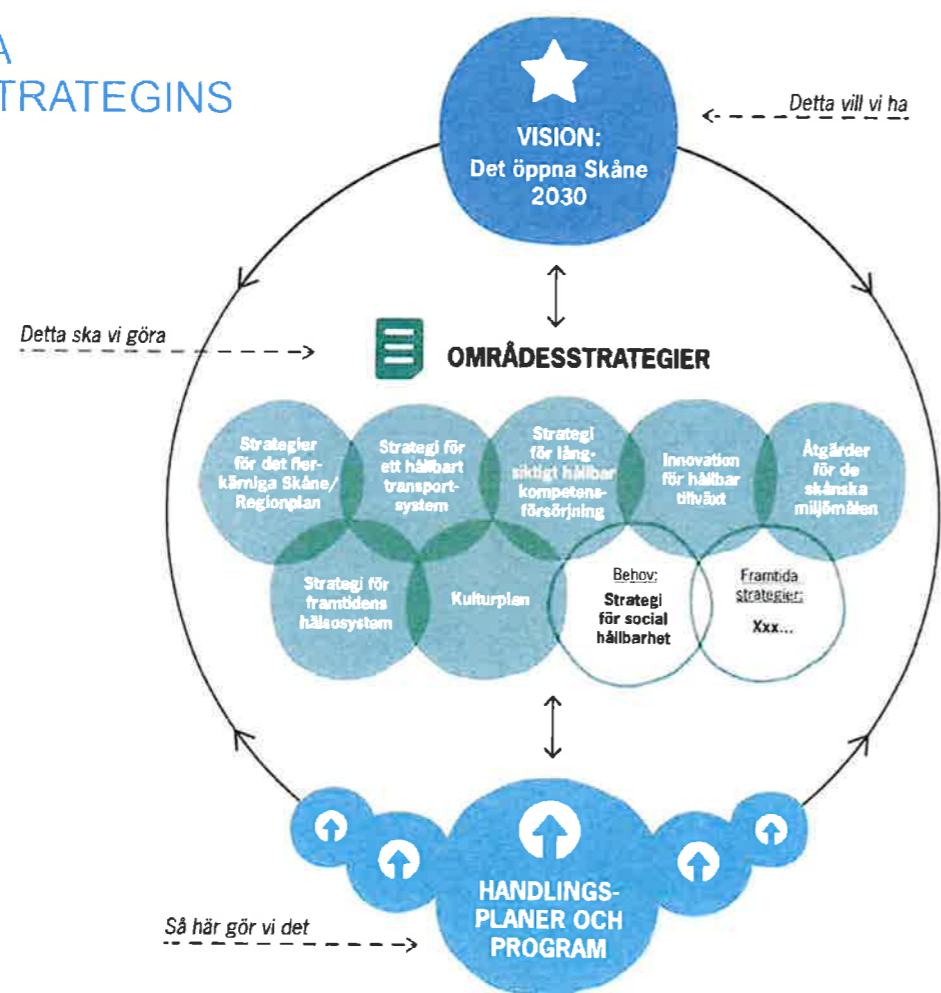 A
TRATEGINS
Detta vill vi ha
VISION:
Det öppna Skåne
2030
Detta ska vi göra
OMRÅDESSTRATEGIER
Strategier
för det fler-
kärniga Skåne/
Regionplan
Strategi för
ett hållbart
transport-
system
Strategi
för lång-
siktigt hållbar
kompetens-
försörjning
Innovation
för hållbar
tillväxt
Åtgärder
för de
skånska
miljömålen
Strategi för
framtidens
hälsosystem
Kulturplan
Behov:
Strategi
för social
hållbarhet
Framtida
strategier:
Xxx...
HANDLINGS-
PLANER OCH
PROGRAM
Så här gör vi det